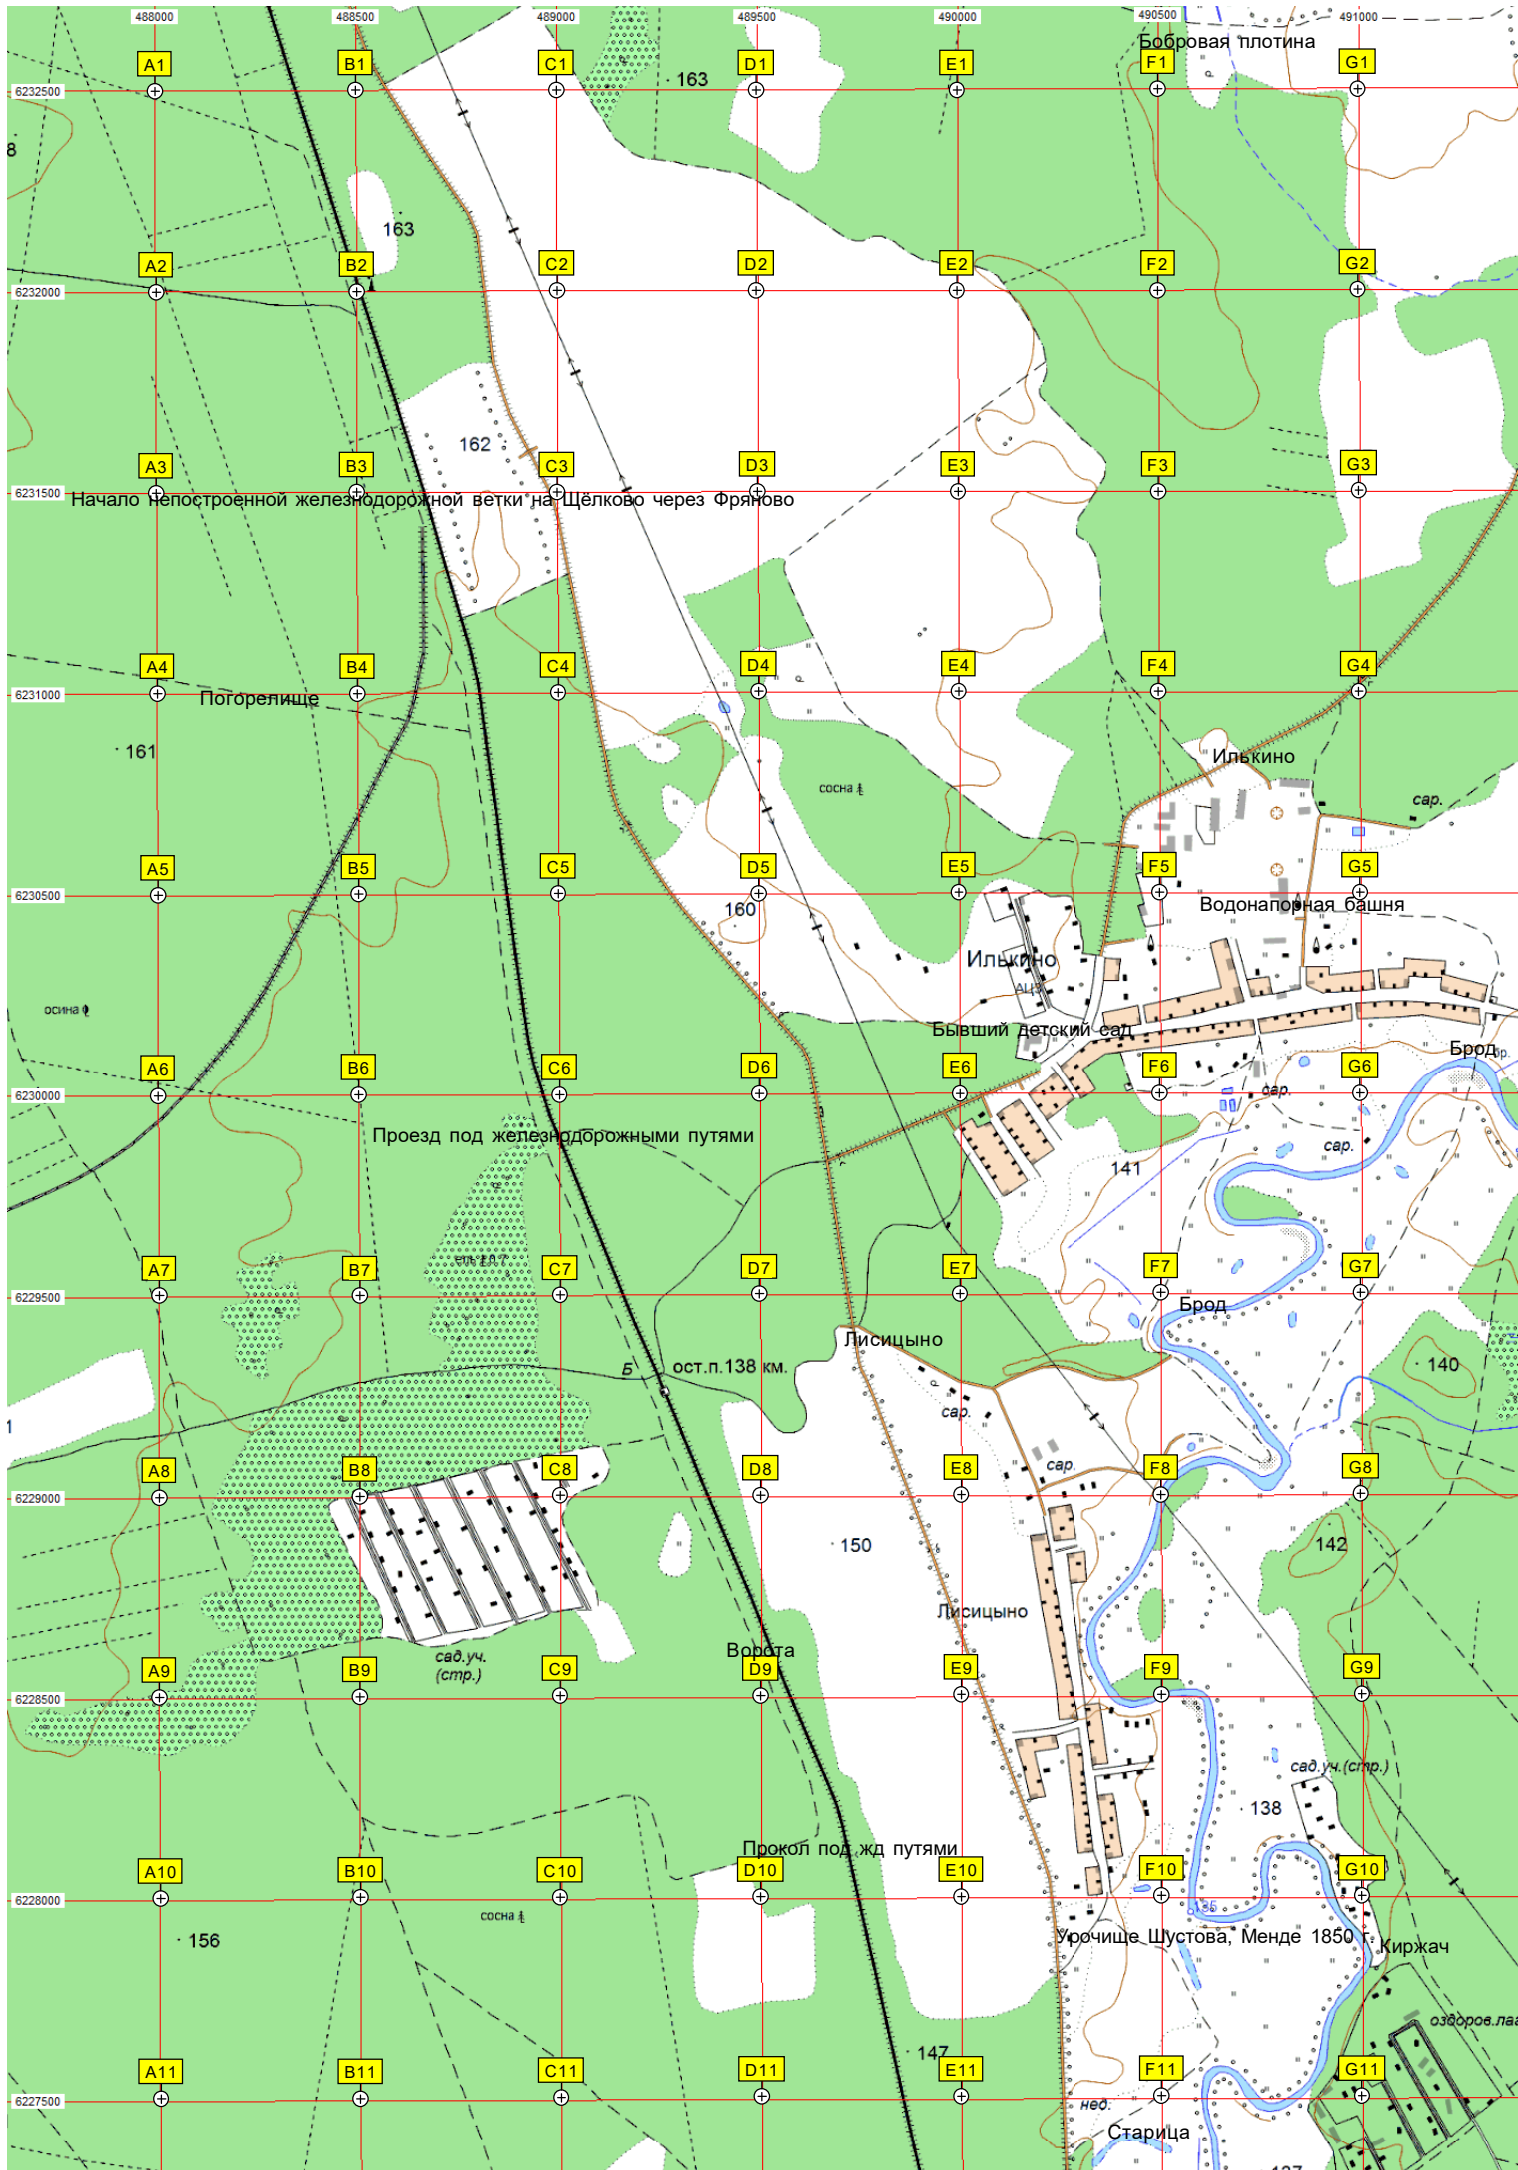 488000 488500 489000 489500 490000 490500 491000
Бобровая плотина
A1 B1 C1 D1 E1 F1 G1
163
6232500
8
163
A2 B2 C2 D2 E2 F2 G2
6232000
162
A3 B3 C3 D3 E3 F3 G3
6231500
Начало непостроенной железнодорожной ветки на Щёлково через Фряново
A4 B4 C4 D4 E4 F4 G4
6231000
Погорелище
161
Илькино
сосна
сар.
A5 B5 C5 D5 E5 F5 G5
6230500
160
Водонапорная башня
Илькино
осина
Бывший детский сад
Брод
A6 B6 C6 D6 E6 F6 G6
6230000
сар.
Проезд под железнодорожными путями
сар.
141
A7 B7 C7 D7 E7 F7 G7
6229500
Брод
Лисицыно
Б
ост.п.138 км.
140
сар.
1
сар.
A8 B8 C8 D8 E8 F8 G8
6229000
150
142
Лисицыно
Ворота
сад.уч.
(стр.)
A9 B9 C9 D9 E9 F9 G9
6228500
сад.уч.(стр.)
138
Прокол под жд путями
A10 B10 C10 D10 E10 F10 G10
6228000
135
сосна
Урочище Шустова, Менде 1850 г.
156
Киржач
оздоров.лаг
147
A11 B11 C11 D11 E11 F11 G11
6227500
нед.
Старица
137